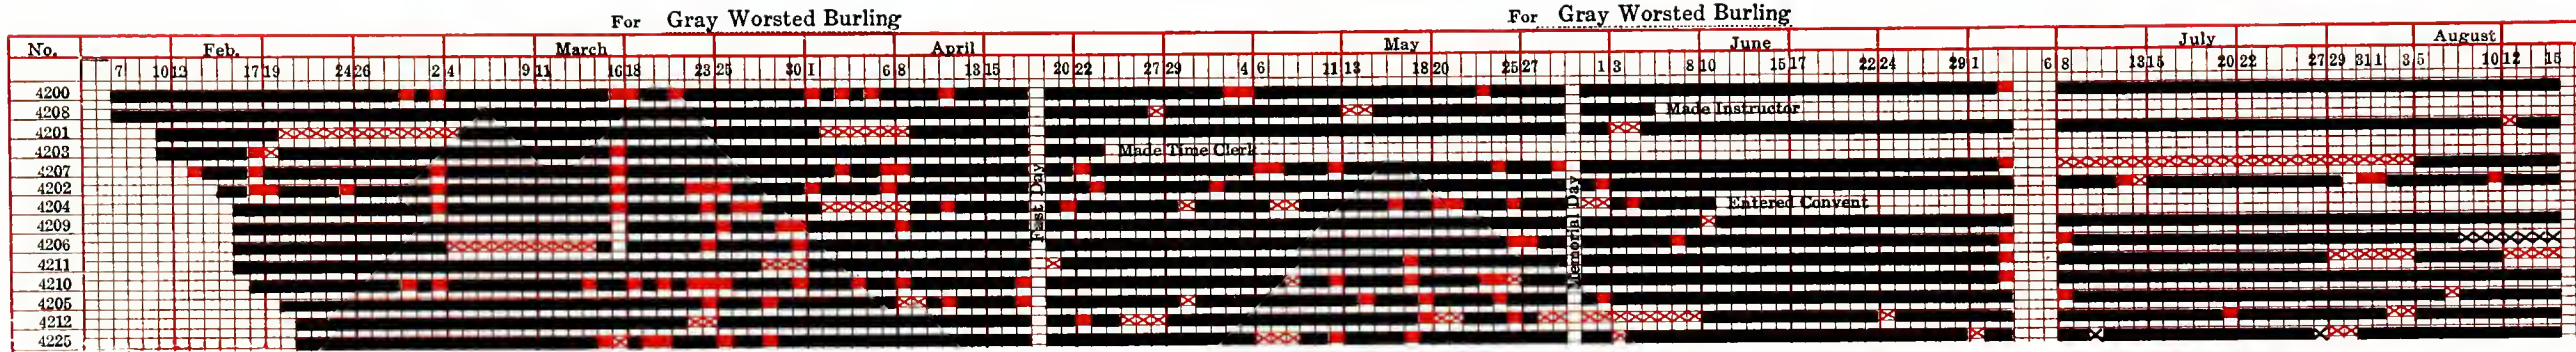 For Gray Worsted Burling For Gray Worsted Burling
No. Feb. March April May June July August
7 10 12 17 19 24 26 2 4 9 11 16 18 23 25 30 1 6 8 13 15 20 22 27 29 4 6 11 13 18 20 25 27 1 3 8 10 15 17 22 24 29 1 6 8 13 15 20 22 27 29 31 1 3 5 10 12 15
4200
4208 Made Instructor
4201
4203 Made Time Clerk
4207
4202
4204 Entered Convent
4209
4206
4211
4210
4205
4212
4225
Fast Day
Memorial Day